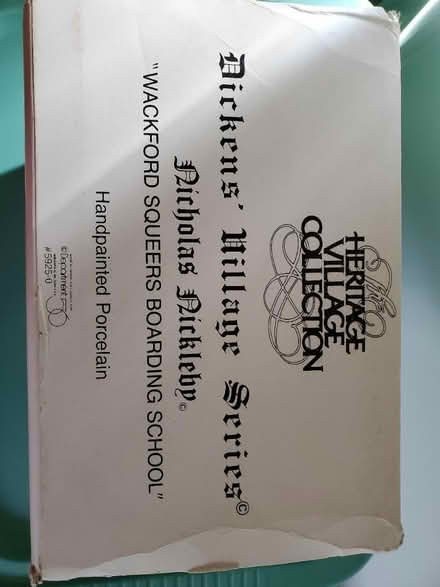 The
HERITAGE
VILLAGE
COLLECTION
Dickens' Village Series©
Nicholas Nickleby©
"WACKFORD SQUEERS BOARDING SCHOOL"
Handpainted Porcelain
©Department 56
#5925-0